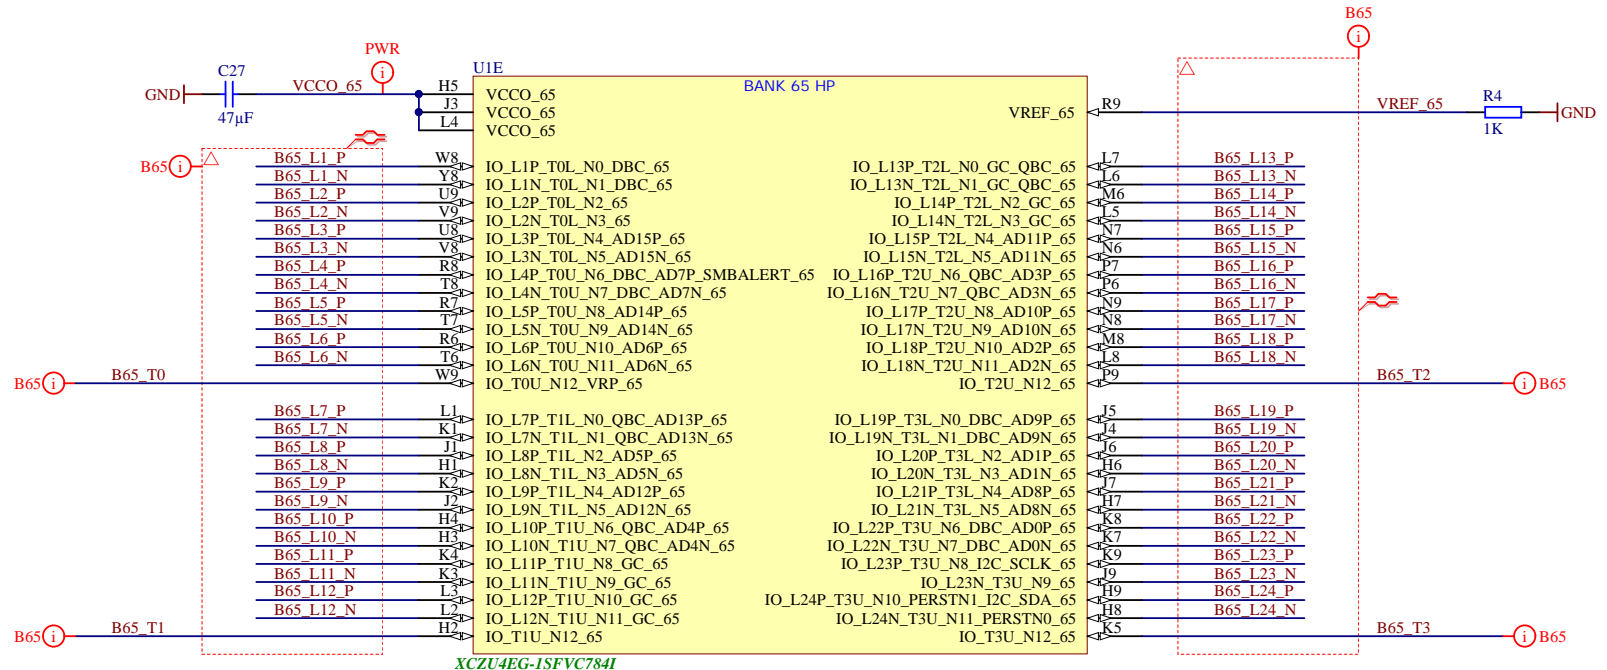 B65
PWR
U1E
BANK 65 HP
C27
GND
VCCO_65
47µF
H5 VCCO_65
J3 VCCO_65
L4 VCCO_65
VREF_65 R9 VREF_65
R4
1K
GND
B65
B65_L1_P W8 IO_L1P_T0L_N0_DBC_65 IO_L13P_T2L_N0_GC_QBC_65 L7 B65_L13_P
B65_L1_N Y8 IO_L1N_T0L_N1_DBC_65 IO_L13N_T2L_N1_GC_QBC_65 L6 B65_L13_N
B65_L2_P U9 IO_L2P_T0L_N2_65 IO_L14P_T2L_N2_GC_65 M6 B65_L14_P
B65_L2_N V9 IO_L2N_T0L_N3_65 IO_L14N_T2L_N3_GC_65 L5 B65_L14_N
B65_L3_P U8 IO_L3P_T0L_N4_AD15P_65 IO_L15P_T2L_N4_AD11P_65 N7 B65_L15_P
B65_L3_N V8 IO_L3N_T0L_N5_AD15N_65 IO_L15N_T2L_N5_AD11N_65 N6 B65_L15_N
B65_L4_P R8 IO_L4P_T0U_N6_DBC_AD7P_SMBALERT_65 IO_L16P_T2U_N6_QBC_AD3P_65 P7 B65_L16_P
B65_L4_N T8 IO_L4N_T0U_N7_DBC_AD7N_65 IO_L16N_T2U_N7_QBC_AD3N_65 P6 B65_L16_N
B65_L5_P R7 IO_L5P_T0U_N8_AD14P_65 IO_L17P_T2U_N8_AD10P_65 N9 B65_L17_P
B65_L5_N T7 IO_L5N_T0U_N9_AD14N_65 IO_L17N_T2U_N9_AD10N_65 N8 B65_L17_N
B65_L6_P R6 IO_L6P_T0U_N10_AD6P_65 IO_L18P_T2U_N10_AD2P_65 M8 B65_L18_P
B65_L6_N T6 IO_L6N_T0U_N11_AD6N_65 IO_L18N_T2U_N11_AD2N_65 L8 B65_L18_N
B65 B65_T0 W9 IO_T0U_N12_VRP_65 IO_T2U_N12_65 P9 B65_T2 B65
B65_L7_P L1 IO_L7P_T1L_N0_QBC_AD13P_65 IO_L19P_T3L_N0_DBC_AD9P_65 J5 B65_L19_P
B65_L7_N K1 IO_L7N_T1L_N1_QBC_AD13N_65 IO_L19N_T3L_N1_DBC_AD9N_65 J4 B65_L19_N
B65_L8_P J1 IO_L8P_T1L_N2_AD5P_65 IO_L20P_T3L_N2_AD1P_65 J6 B65_L20_P
B65_L8_N H1 IO_L8N_T1L_N3_AD5N_65 IO_L20N_T3L_N3_AD1N_65 H6 B65_L20_N
B65_L9_P K2 IO_L9P_T1L_N4_AD12P_65 IO_L21P_T3L_N4_AD8P_65 J7 B65_L21_P
B65_L9_N J2 IO_L9N_T1L_N5_AD12N_65 IO_L21N_T3L_N5_AD8N_65 H7 B65_L21_N
B65_L10_P H4 IO_L10P_T1U_N6_QBC_AD4P_65 IO_L22P_T3U_N6_DBC_AD0P_65 K8 B65_L22_P
B65_L10_N H3 IO_L10N_T1U_N7_QBC_AD4N_65 IO_L22N_T3U_N7_DBC_AD0N_65 K7 B65_L22_N
B65_L11_P K4 IO_L11P_T1U_N8_GC_65 IO_L23P_T3U_N8_I2C_SCLK_65 K9 B65_L23_P
B65_L11_N K3 IO_L11N_T1U_N9_GC_65 IO_L23N_T3U_N9_65 J9 B65_L23_N
B65_L12_P L3 IO_L12P_T1U_N10_GC_65 IO_L24P_T3U_N10_PERSTN1_I2C_SDA_65 H9 B65_L24_P
B65_L12_N L2 IO_L12N_T1U_N11_GC_65 IO_L24N_T3U_N11_PERSTN0_65 H8 B65_L24_N
B65 B65_T1 H2 IO_T1U_N12_65 IO_T3U_N12_65 K5 B65_T3 B65
XCZU4EG-1SFVC784I